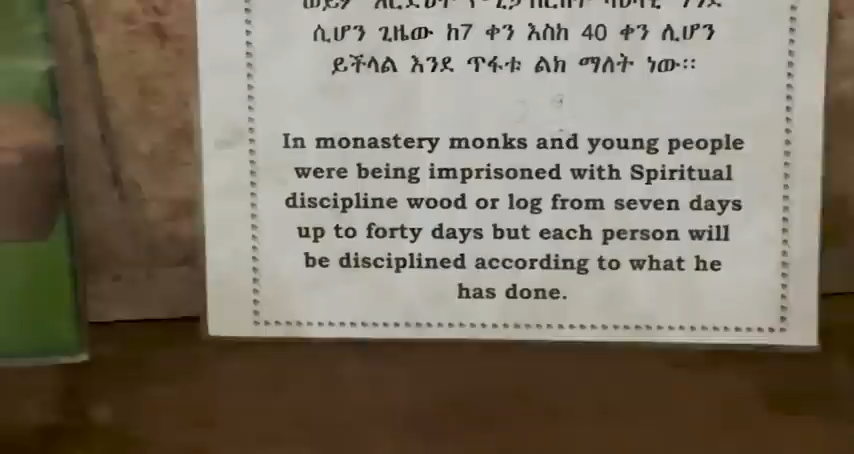 ሲሆን ጊዜው ከ7 ቀን እስከ 40 ቀን ሲሆን
ይችላል እንደ ጥፋቱ ልክ ማለት ነው፡፡
In monastery monks and young people
were being imprisoned with Spiritual
discipline wood or log from seven days
up to forty days but each person will
be disciplined according to what he
has done.